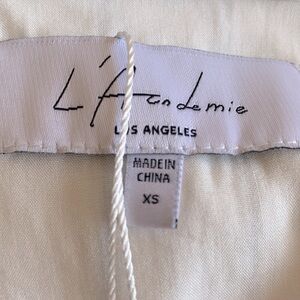 L'Academie
LOS ANGELES
MADE IN
CHINA
XS